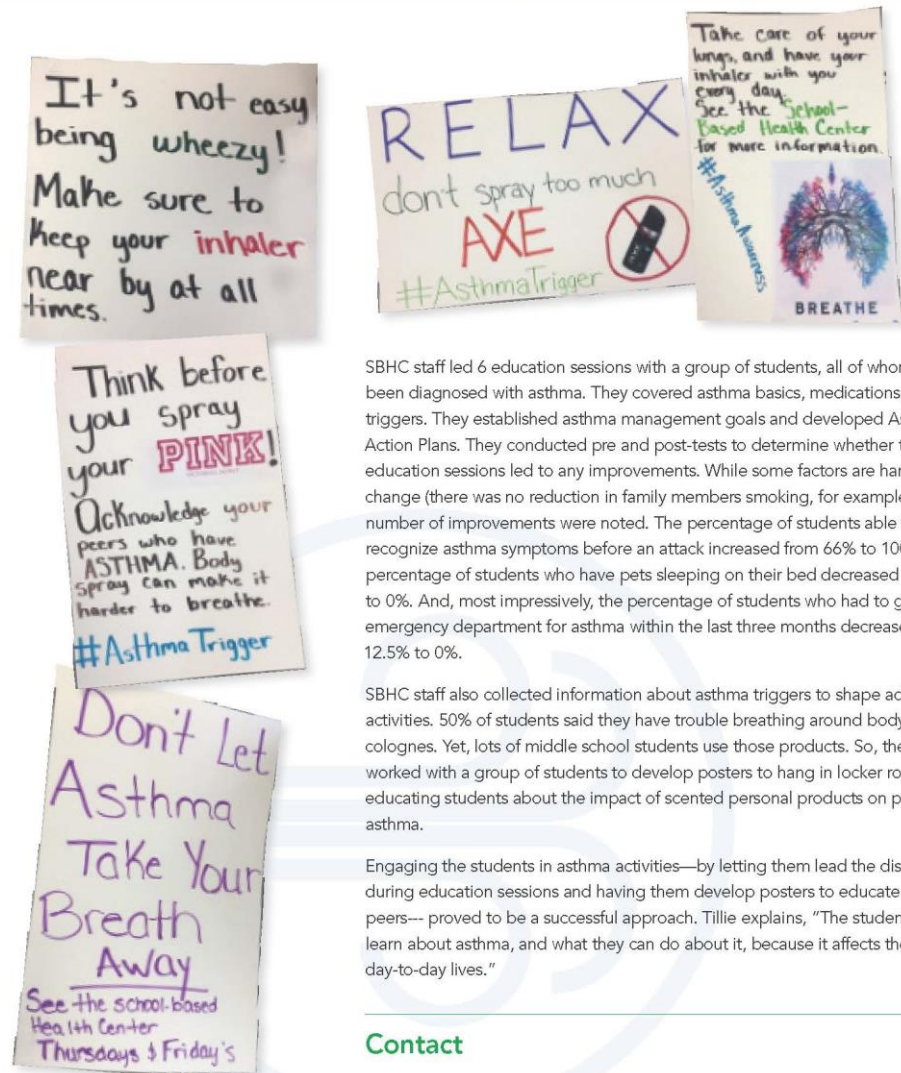 It's not easy
being wheezy!
Make sure to
keep your inhaler
near by at all
times.
RELAX
don't spray too much
AXE
#AsthmaTrigger
Take care of your
lungs, and have your
inhaler with you
every day.
See the School-
Based Health Center
for more information.
#AsthmaAwareness
BREATHE
Think before
you spray
your PINK!
Acknowledge your
peers who have
ASTHMA. Body
spray can make it
harder to breathe.
#AsthmaTrigger
Don't Let
Asthma
Take Your
Breath
Away
See the school-based
Health Center
Thursdays & Friday's
SBHC staff led 6 education sessions with a group of students, all of whom
been diagnosed with asthma. They covered asthma basics, medications
triggers. They established asthma management goals and developed
Action Plans. They conducted pre and post-tests to determine whether
education sessions led to any improvements. While some factors are
change (there was no reduction in family members smoking, for example
number of improvements were noted. The percentage of students able
recognize asthma symptoms before an attack increased from 66% to
percentage of students who have pets sleeping on their bed decreased
to 0%. And, most impressively, the percentage of students who had to
emergency department for asthma within the last three months
12.5% to 0%.
SBHC staff also collected information about asthma triggers to shape
activities. 50% of students said they have trouble breathing around body
colognes. Yet, lots of middle school students use those products. So,
worked with a group of students to develop posters to hang in locker
educating students about the impact of scented personal products on
asthma.
Engaging the students in asthma activities—by letting them lead the
during education sessions and having them develop posters to educate
peers--- proved to be a successful approach. Tillie explains, "The
learn about asthma, and what they can do about it, because it affects
day-to-day lives."
Contact